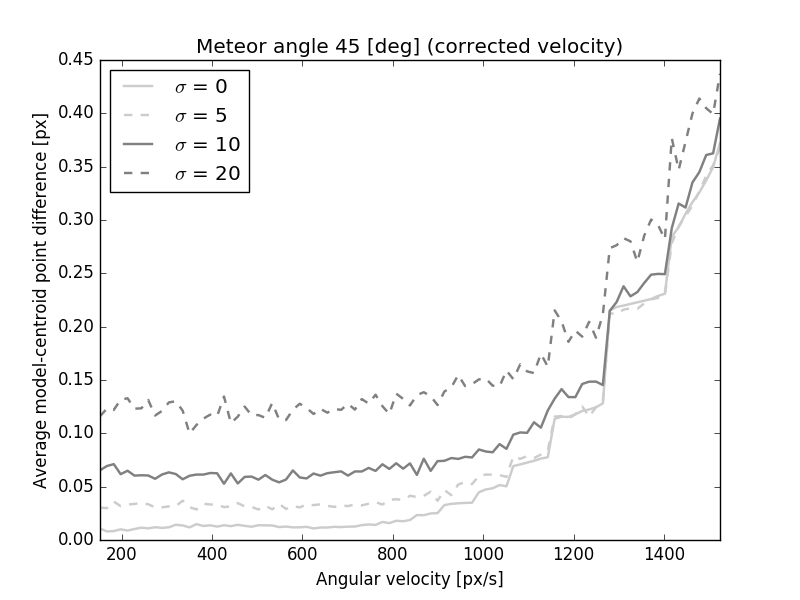 Meteor angle 45 [deg] (corrected velocity)
0.45
0.40
0.35
0.30
0.25
0.20
0.15
0.10
0.05
0.00
Average model-centroid point difference [px]
σ = 0
σ = 5
σ = 10
σ = 20
200 400 600 800 1000 1200 1400
Angular velocity [px/s]